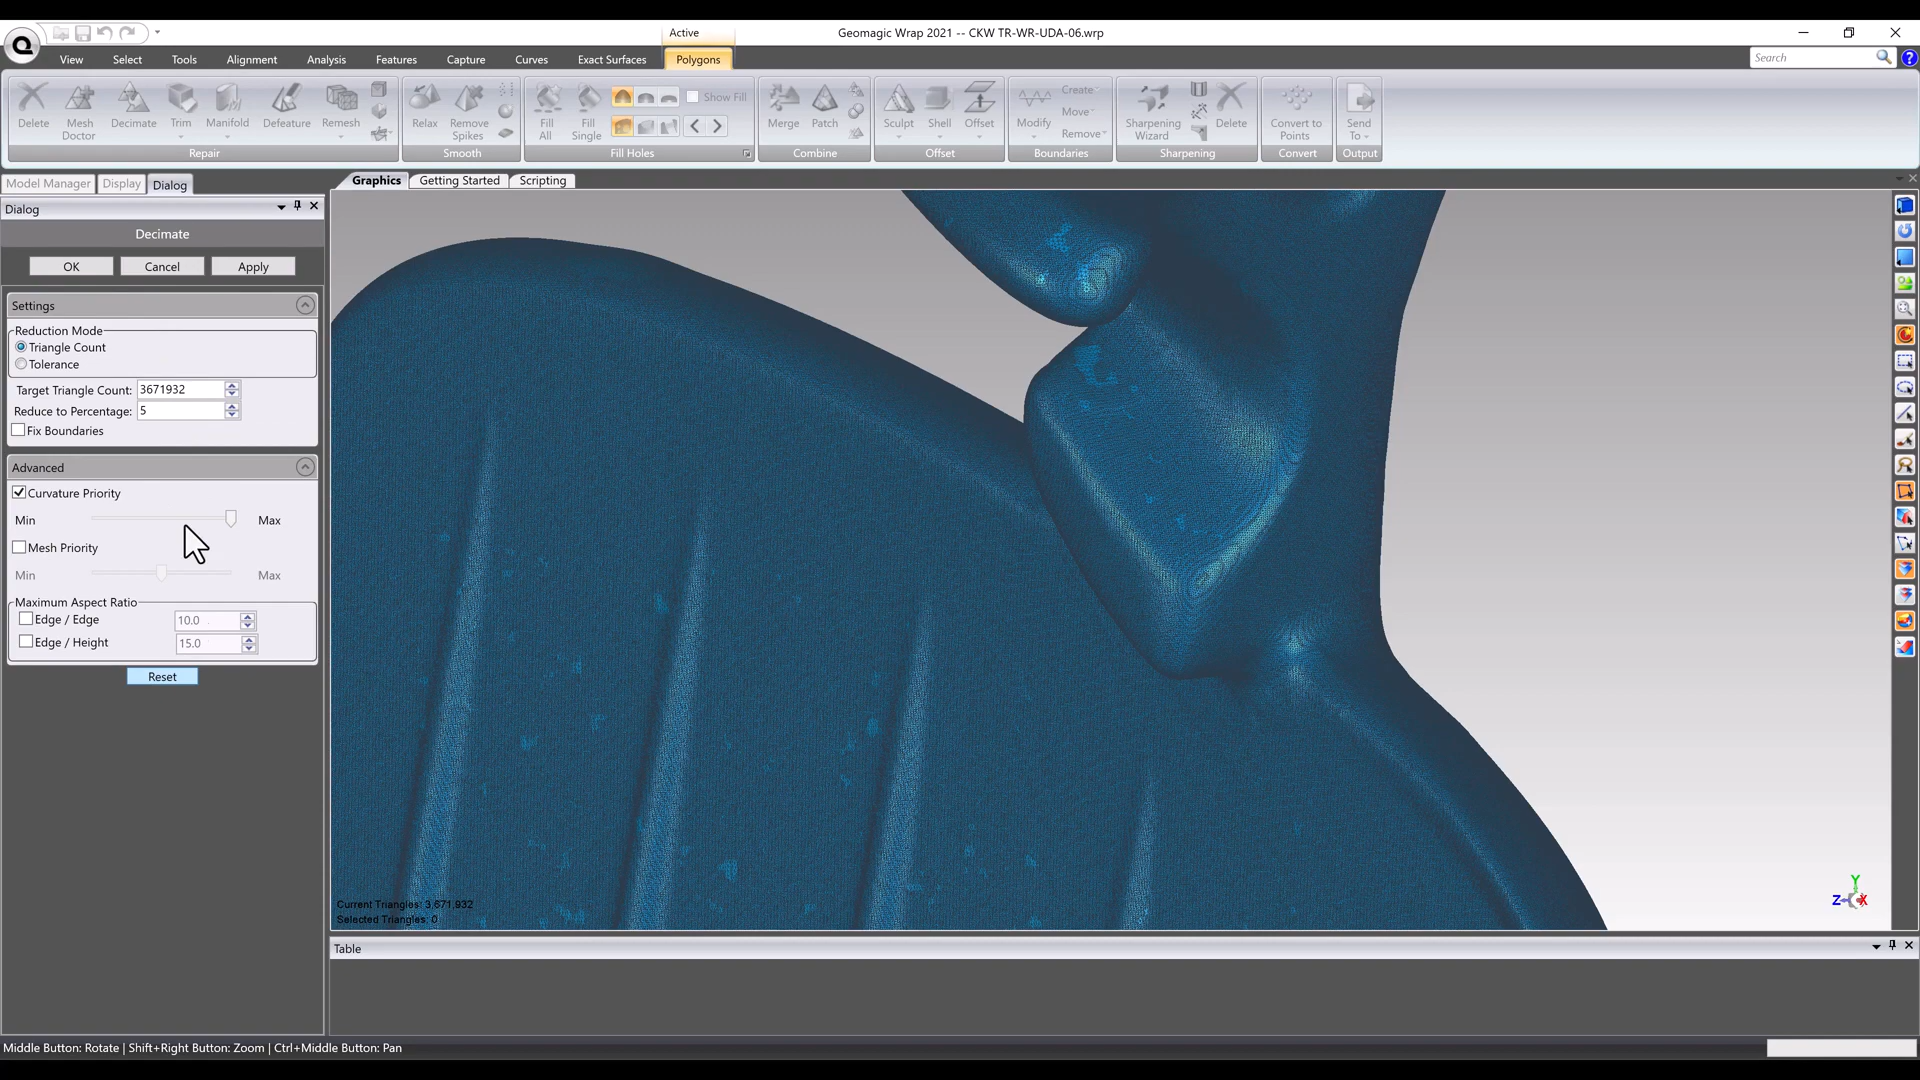 Active
Geomagic Wrap 2021 -- CKW TR-WR-UDA-06.wrp
View Select Tools Alignment Analysis Features Capture Curves Exact Surfaces Polygons
Search
?
Delete Mesh Doctor Decimate Trim Manifold Defeature Remesh
Relax Remove Spikes
Fill All Fill Single Show Fill
Merge Patch
Sculpt Shell Offset
Modify Create Move Remove
Sharpening Wizard Delete
Convert to Points
Send To
Repair Smooth Fill Holes Combine Offset Boundaries Sharpening Convert Output
Model Manager Display Dialog
Graphics Getting Started Scripting
Dialog
Decimate
OK Cancel Apply
Settings
Reduction Mode
Triangle Count
Tolerance
Target Triangle Count: 3671932
Reduce to Percentage: 5
Fix Boundaries
Advanced
Curvature Priority
Min Max
Mesh Priority
Min Max
Maximum Aspect Ratio
Edge / Edge 10.0
Edge / Height 15.0
Reset
Current Triangles: 3,671,932
Selected Triangles: 0
Y
Z X
Table
Middle Button: Rotate | Shift+Right Button: Zoom | Ctrl+Middle Button: Pan